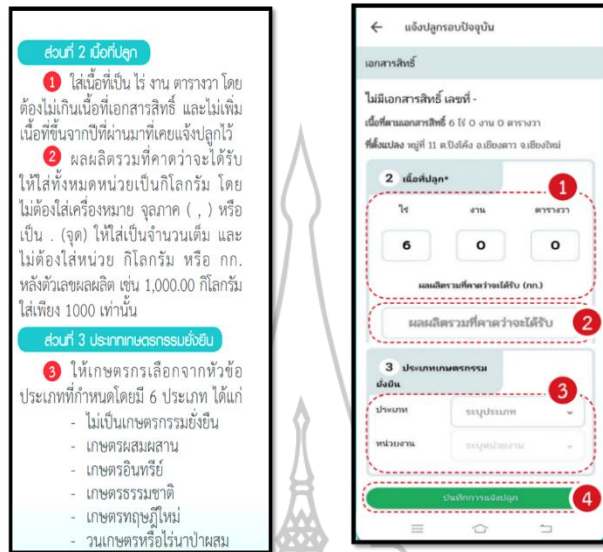 ส่วนที่ 2 เนื้อที่ปลูก
1 ใส่เนื้อที่เป็น ไร่ งาน ตารางวา โดย
ต้องไม่เกินเนื้อที่เอกสารสิทธิ์ และไม่เพิ่ม
เนื้อที่ขึ้นจากปีที่ผ่านมาที่เคยแจ้งปลูกไว้
2 ผลผลิตรวมที่คาดว่าจะได้รับ
ให้ใส่ทั้งหมดหน่วยเป็นกิโลกรัม โดย
ไม่ต้องใส่เครื่องหมาย จุลภาค ( , ) หรือ
เป็น . (จุด) ให้ใส่เป็นจำนวนเต็ม และ
ไม่ต้องใส่หน่วย กิโลกรัม หรือ กก.
หลังตัวเลขผลผลิต เช่น 1,000.00 กิโลกรัม
ใส่เพียง 1000 เท่านั้น
ส่วนที่ 3 ประเภทเกษตรกรรมยั่งยืน
3 ให้เกษตรกรเลือกจากหัวข้อ
ประเภทที่กำหนดโดยมี 6 ประเภท ได้แก่
- ไม่เป็นเกษตรกรรมยั่งยืน
- เกษตรผสมผสาน
- เกษตรอินทรีย์
- เกษตรธรรมชาติ
- เกษตรทฤษฎีใหม่
- วนเกษตรหรือไร่นาป่าผสม
← แจ้งปลูกรอบปัจจุบัน
เอกสารสิทธิ์
ไม่มีเอกสารสิทธิ์ เลขที่ -
เนื้อที่ตามเอกสารสิทธิ์ 6 ไร่ 0 งาน 0 ตารางวา
ที่ตั้งแปลง หมู่ที่ 11 ต.ปิงโค้ง อ.เชียงดาว จ.เชียงใหม่
2 เนื้อที่ปลูก* 1
ไร่ งาน ตารางวา
6 0 0
ผลผลิตรวมที่คาดว่าจะได้รับ (กก.)
ผลผลิตรวมที่คาดว่าจะได้รับ 2
3 ประเภทเกษตรกรรม
ยั่งยืน 3
ประเภท ระบุประเภท
หน่วยงาน ระบุหน่วยงาน
บันทึกการแจ้งปลูก 4